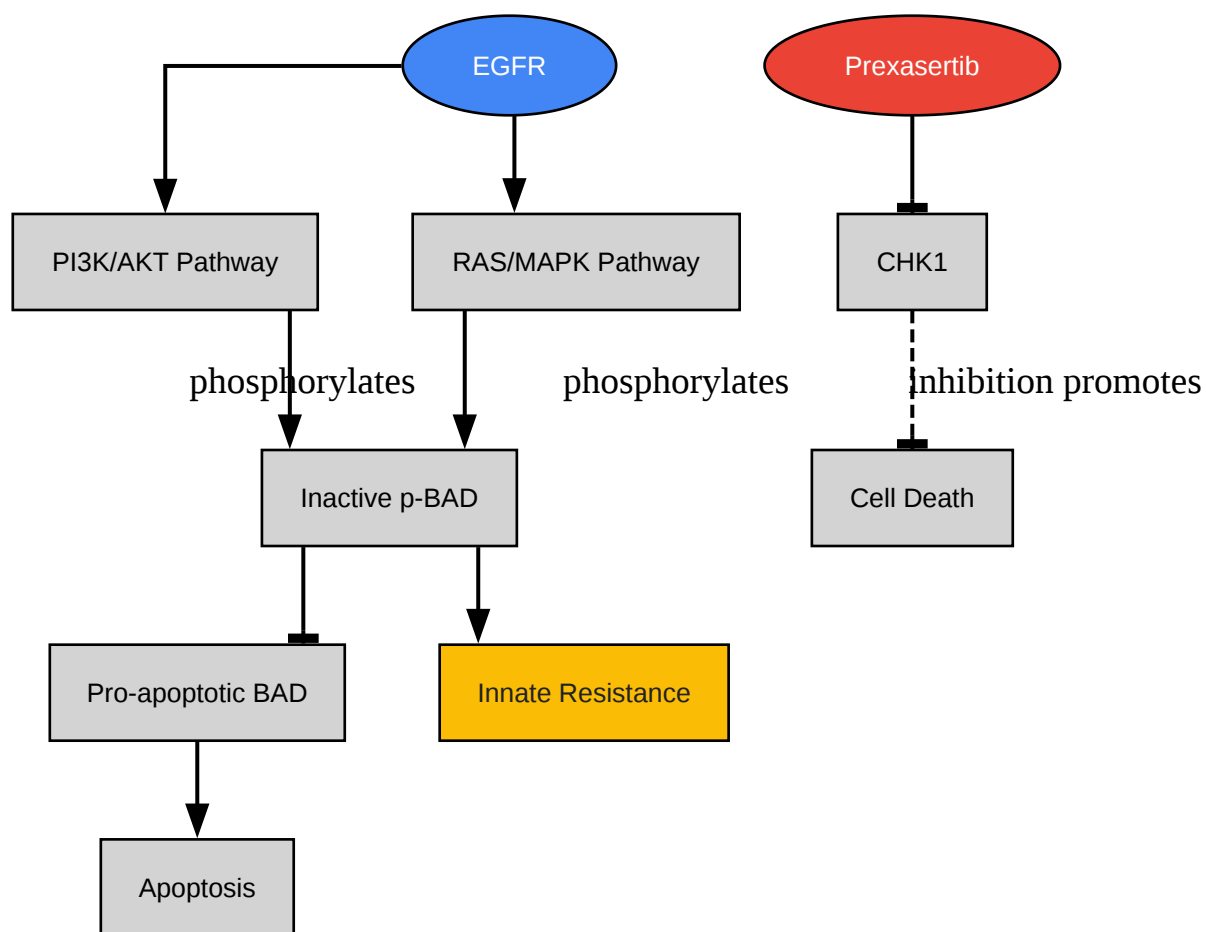 EGFR
Prexasertib
PI3K/AKT Pathway
RAS/MAPK Pathway
CHK1
phosphorylates
phosphorylates
inhibition promotes
Inactive p-BAD
Cell Death
Pro-apoptotic BAD
Innate Resistance
Apoptosis